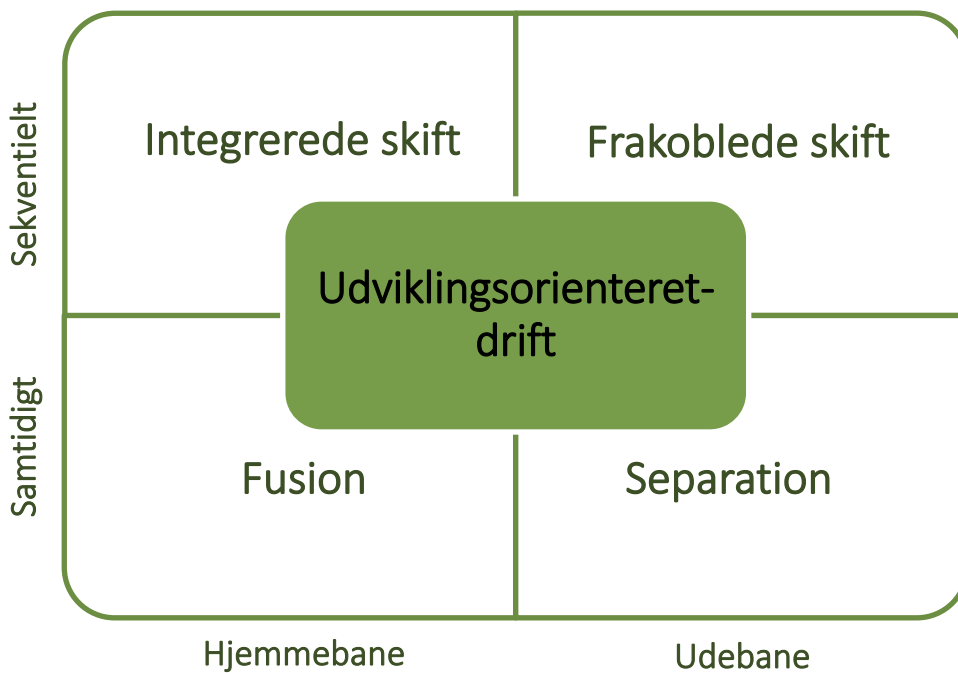 Sekventielt
Integrerede skift
Frakoblede skift
Udviklingsorienteret-
drift
Samtidigt
Fusion
Separation
Hjemmebane
Udebane